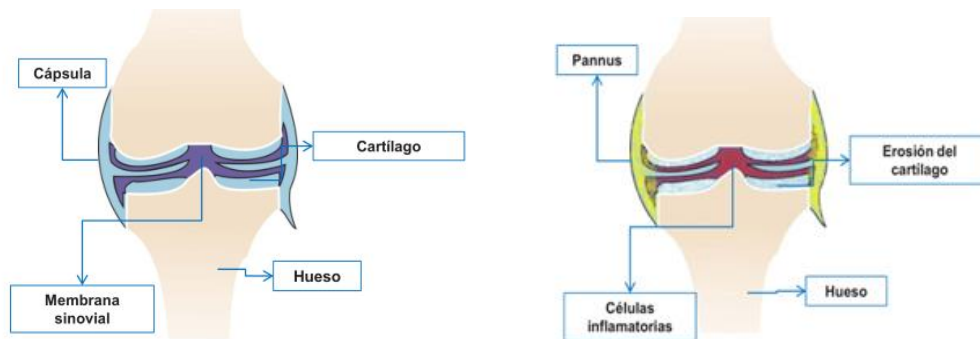 Cápsula
Cartílago
Hueso
Membrana
sinovial
Pannus
Erosión del
cartílago
Hueso
Células
inflamatorias